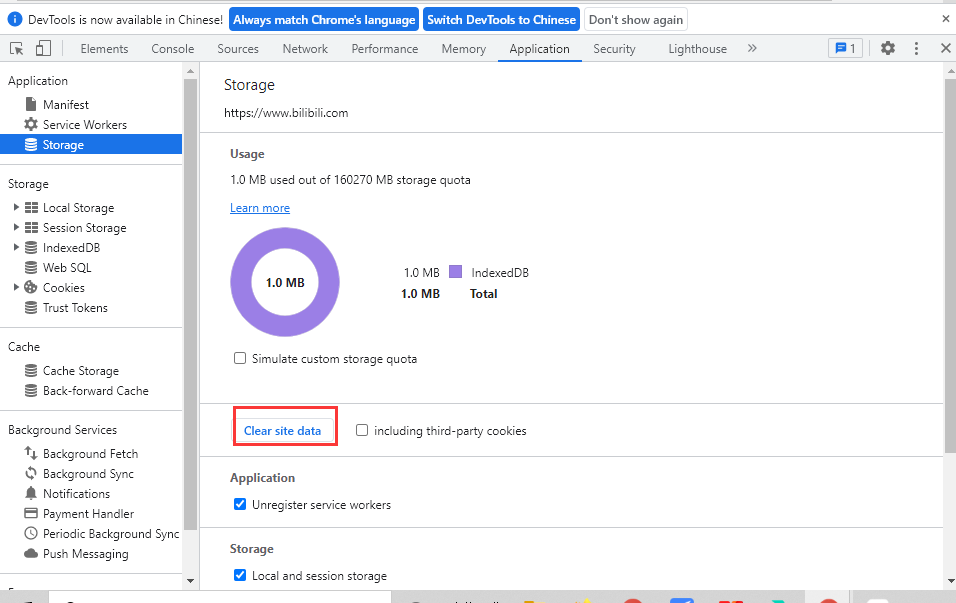 DevTools is now available in Chinese! Always match Chrome's language Switch DevTools to Chinese Don't show again
Elements Console Sources Network Performance Memory Application Security Lighthouse » 1
Application
Manifest
Service Workers
Storage
Storage
Local Storage
Session Storage
IndexedDB
Web SQL
Cookies
Trust Tokens
Cache
Cache Storage
Back-forward Cache
Background Services
Background Fetch
Background Sync
Notifications
Payment Handler
Periodic Background Sync
Push Messaging
Storage
https://www.bilibili.com
Usage
1.0 MB used out of 160270 MB storage quota
Learn more
1.0 MB
1.0 MB IndexedDB
1.0 MB Total
Simulate custom storage quota
Clear site data including third-party cookies
Application
Unregister service workers
Storage
Local and session storage